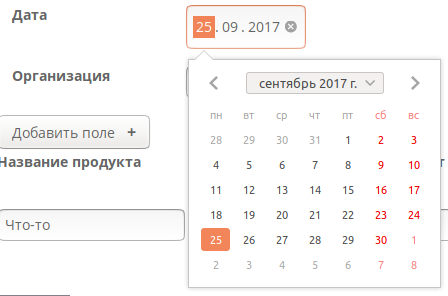 Дата
25. 09. 2017
Организация
сентябрь 2017 г.
пн вт ср чт пт сб вс
28 29 30 31 1 2 3
4 5 6 7 8 9 10
11 12 13 14 15 16 17
18 19 20 21 22 23 24
25 26 27 28 29 30 1
2 3 4 5 6 7 8
Добавить поле +
Название продукта
Что-то